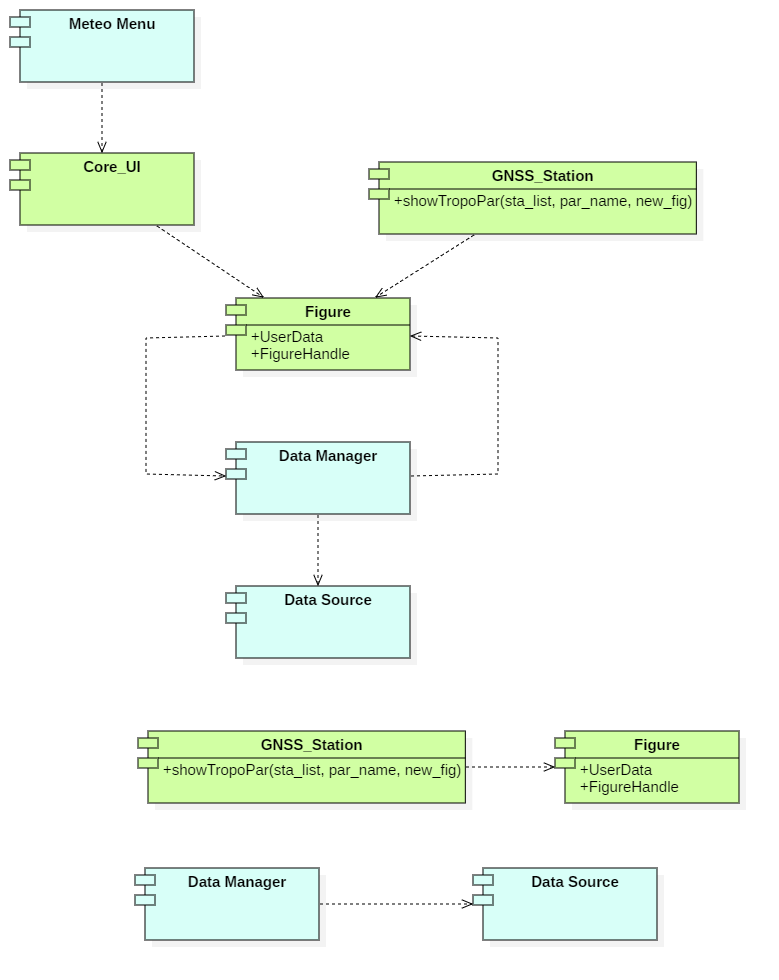 Meteo Menu
Core_UI
GNSS_Station
+showTropoPar(sta_list, par_name, new_fig)
Figure
+UserData
+FigureHandle
Data Manager
Data Source
GNSS_Station
+showTropoPar(sta_list, par_name, new_fig)
Figure
+UserData
+FigureHandle
Data Manager
Data Source